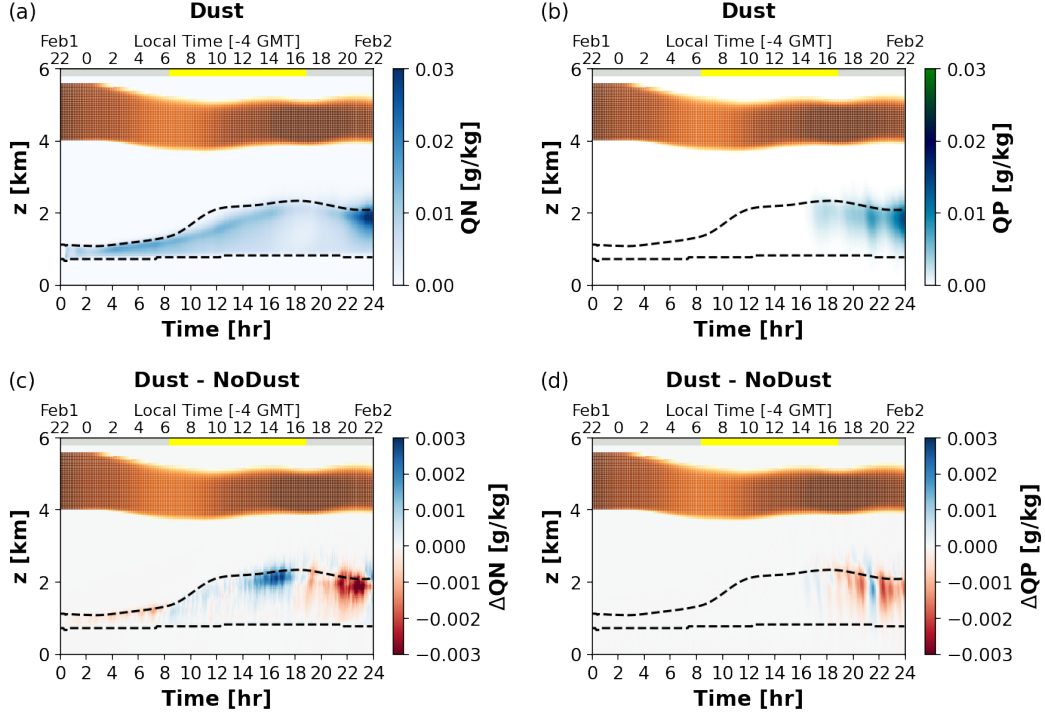 (a)
Dust
Feb1 Local Time [-4 GMT] Feb2
22 0 2 4 6 8 10 12 14 16 18 20 22
6
4
2
0
z [km]
0 2 4 6 8 10 12 14 16 18 20 22 24
Time [hr]
0.03
0.02
0.01
0.00
QN [g/kg]
(b)
Dust
Feb1 Local Time [-4 GMT] Feb2
22 0 2 4 6 8 10 12 14 16 18 20 22
6
4
2
0
z [km]
0 2 4 6 8 10 12 14 16 18 20 22 24
Time [hr]
0.03
0.02
0.01
0.00
QP [g/kg]
(c)
Dust - NoDust
Feb1 Local Time [-4 GMT] Feb2
22 0 2 4 6 8 10 12 14 16 18 20 22
6
4
2
0
z [km]
0 2 4 6 8 10 12 14 16 18 20 22 24
Time [hr]
0.003
0.002
0.001
0.000
−0.001
−0.002
−0.003
ΔQN [g/kg]
(d)
Dust - NoDust
Feb1 Local Time [-4 GMT] Feb2
22 0 2 4 6 8 10 12 14 16 18 20 22
6
4
2
0
z [km]
0 2 4 6 8 10 12 14 16 18 20 22 24
Time [hr]
0.003
0.002
0.001
0.000
−0.001
−0.002
−0.003
ΔQP [g/kg]